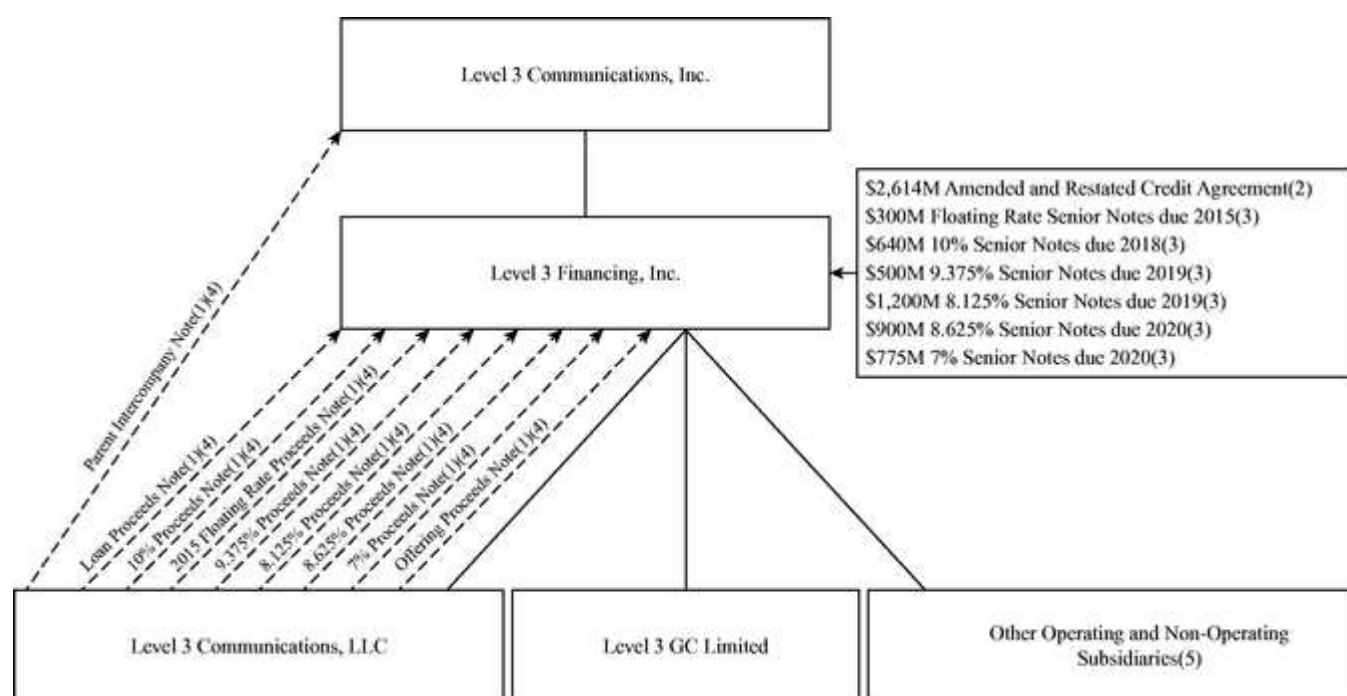 Level 3 Communications, Inc.
$2,614M Amended and Restated Credit Agreement(2)
$300M Floating Rate Senior Notes due 2015(3)
$640M 10% Senior Notes due 2018(3)
$500M 9.375% Senior Notes due 2019(3)
$1,200M 8.125% Senior Notes due 2019(3)
$900M 8.625% Senior Notes due 2020(3)
$775M 7% Senior Notes due 2020(3)
Level 3 Financing, Inc.
Parent Intercompany Note(1)(4)
Loan Proceeds Note(1)(4)
10% Proceeds Note(1)(4)
2015 Floating Rate Proceeds Note(1)(4)
9.375% Proceeds Note(1)(4)
8.125% Proceeds Note(1)(4)
8.625% Proceeds Note(1)(4)
7% Proceeds Note(1)(4)
Offering Proceeds Note(1)(4)
Level 3 Communications, LLC
Level 3 GC Limited
Other Operating and Non-Operating
Subsidiaries(5)